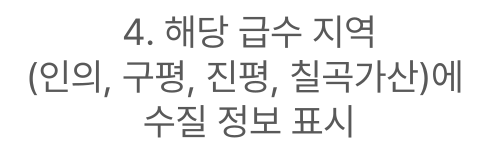 4. 해당 급수 지역
(인의, 구평, 진평, 칠곡가산)에
수질 정보 표시